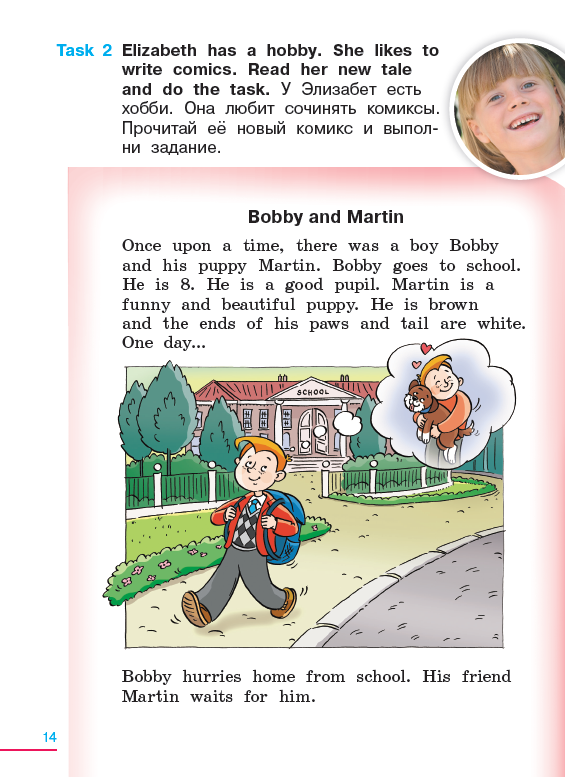 Task 2 Elizabeth has a hobby. She likes to
write comics. Read her new tale
and do the task. У Элизабет есть
хобби. Она любит сочинять комиксы.
Прочитай её новый комикс и выпол-
ни задание.
Bobby and Martin
Once upon a time, there was a boy Bobby
and his puppy Martin. Bobby goes to school.
He is 8. He is a good pupil. Martin is a
funny and beautiful puppy. He is brown
and the ends of his paws and tail are white.
One day...
SCHOOL
Bobby hurries home from school. His friend
Martin waits for him.
14